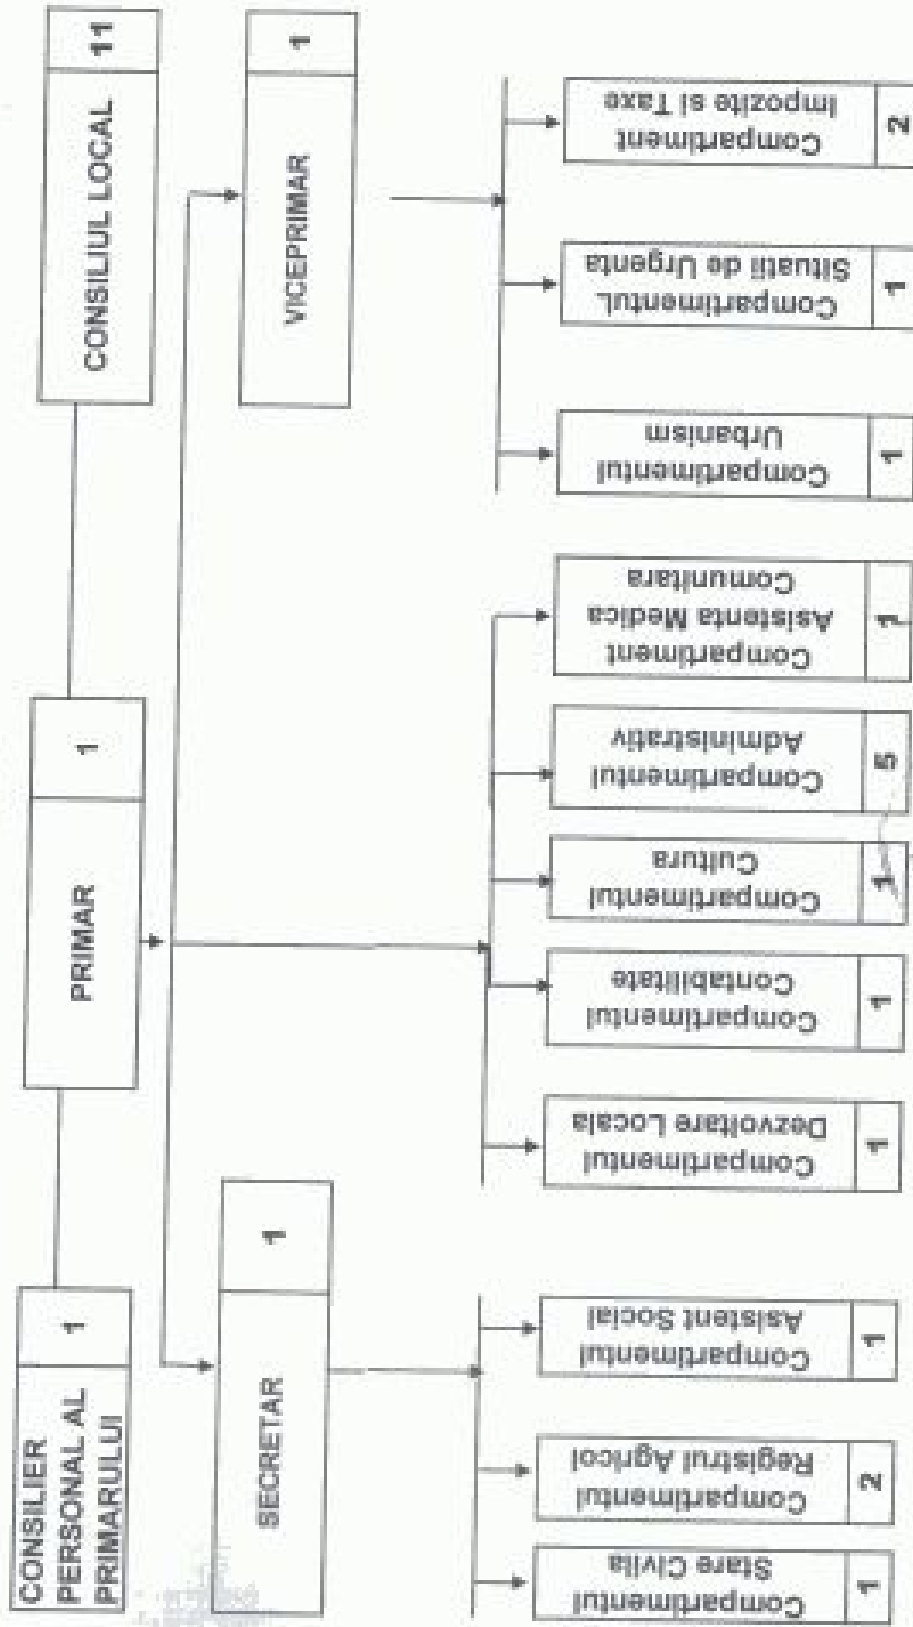 CONSILIER
PERSONAL AL
PRIMARULUI
1
PRIMAR
1
CONSILIUL LOCAL
11
SECRETAR
1
VICEPRIMAR
1
Compartimentul
Stare Civila
1
Compartimentul
Registrul Agricol
2
Compartimentul
Asistent Social
1
Compartimentul
Dezvoltare Locala
1
Compartimentul
Contabilitate
1
Compartimentul
Cultura
1
Compartimentul
Administrativ
5
Compartiment
Asistenta Medica
Comunitara
1
Compartimentul
Urbanism
1
CompartimentuL
Situatii de Urgenta
1
Compartiment
Impozite si Taxe
2